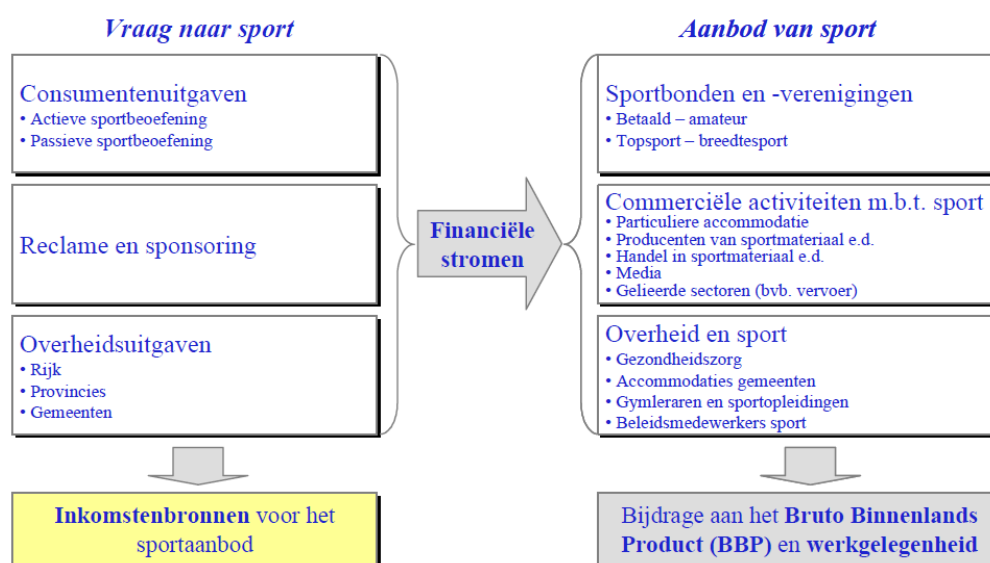 Vraag naar sport
Consumentenuitgaven
• Actieve sportbeoefening
• Passieve sportbeoefening
Reclame en sponsoring
Overheidsuitgaven
• Rijk
• Provincies
• Gemeenten
Inkomstenbronnen voor het
sportaanbod
Financiële
stromen
Aanbod van sport
Sportbonden en -verenigingen
• Betaald – amateur
• Topsport – breedtesport
Commerciële activiteiten m.b.t. sport
• Particuliere accommodatie
• Producenten van sportmateriaal e.d.
• Handel in sportmateriaal e.d.
• Media
• Gelieerde sectoren (bvb. vervoer)
Overheid en sport
• Gezondheidszorg
• Accommodaties gemeenten
• Gymleraren en sportopleidingen
• Beleidsmedewerkers sport
Bijdrage aan het Bruto Binnenlands
Product (BBP) en werkgelegenheid